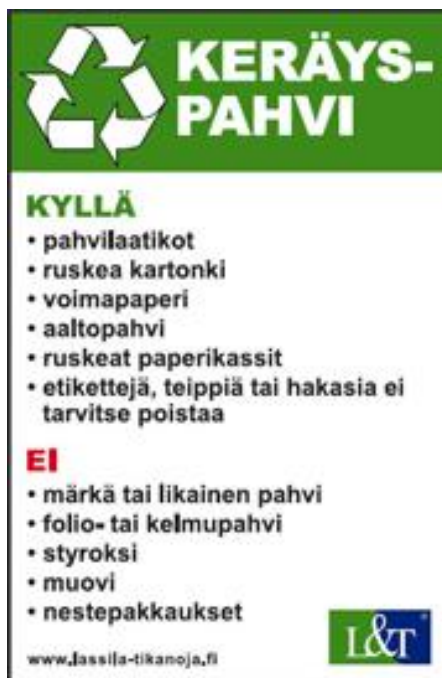 KERÄYS-
PAHVI
KYLLÄ
• pahvilaatikot
• ruskea kartonki
• voimapaperi
• aaltopahvi
• ruskeat paperikassit
• etikettejä, teippiä tai hakasia ei
tarvitse poistaa
EI
• märkä tai likainen pahvi
• folio- tai kelmupahvi
• styroksi
• muovi
• nestepakkaukset
www.lassila-tikanoja.fi
L&T